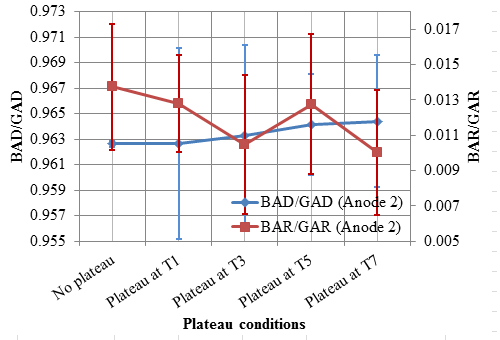 0.973
0.971
0.969
0.967
0.965
0.963
0.961
0.959
0.957
0.955
BAD/GAD
0.017
0.015
0.013
0.011
0.009
0.007
0.005
BAR/GAR
BAD/GAD (Anode 2)
BAR/GAR (Anode 2)
No plateau
Plateau at T1
Plateau at T3
Plateau at T5
Plateau at T7
Plateau conditions